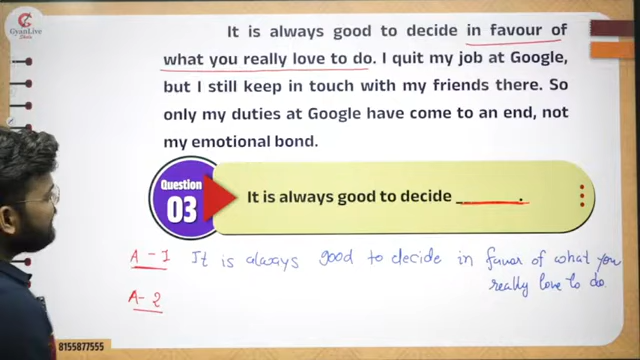 GyanLive
It is always good to decide in favour of
what you really love to do. I quit my job at Google,
but I still keep in touch with my friends there. So
only my duties at Google have come to an end, not
my emotional bond.
Question
03
It is always good to decide ________.
A-1 It is always good to decide in favor of what you
really love to do.
A-2
8155877555